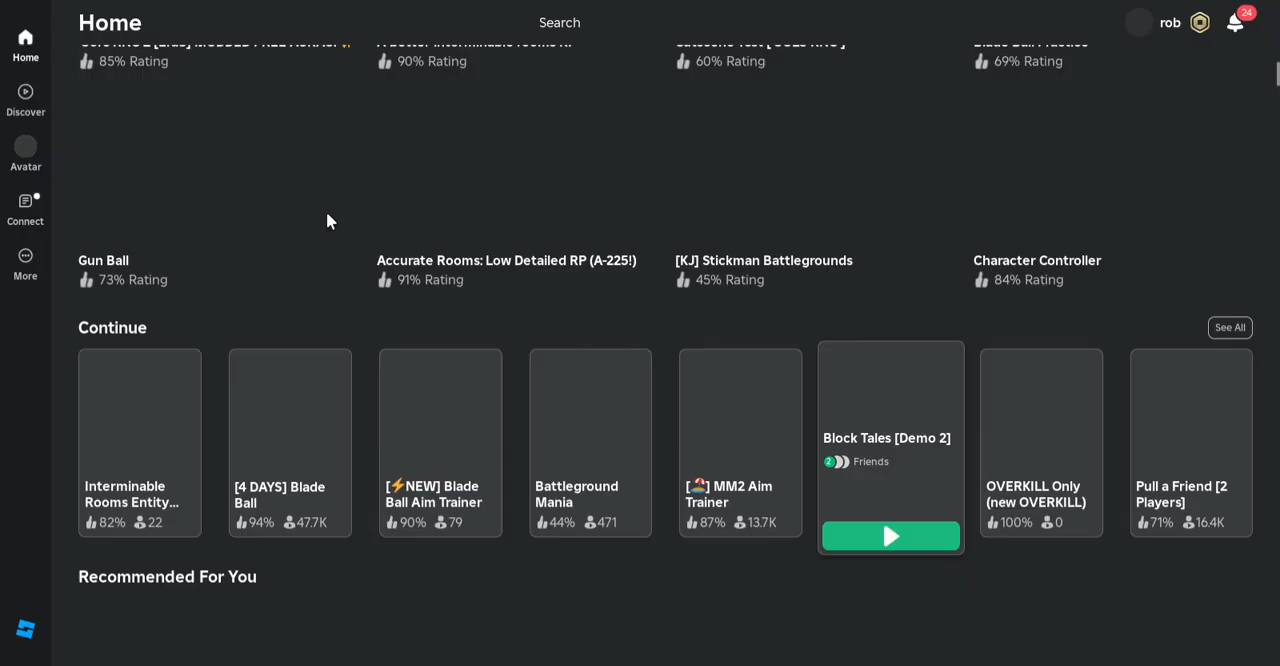 Home
Search
rob
24
Home
Discover
Avatar
Connect
More
85% Rating
90% Rating
60% Rating
69% Rating
Gun Ball
73% Rating
Accurate Rooms: Low Detailed RP (A-225!)
91% Rating
[KJ] Stickman Battlegrounds
45% Rating
Character Controller
84% Rating
Continue
See All
Interminable
Rooms Entity...
82% 22
[4 DAYS] Blade
Ball
94% 47.7K
[⚡NEW] Blade
Ball Aim Trainer
90% 79
Battleground
Mania
44% 471
[🏖️] MM2 Aim
Trainer
87% 13.7K
Block Tales [Demo 2]
2 Friends
OVERKILL Only
(new OVERKILL)
100% 0
Pull a Friend [2
Players]
71% 16.4K
Recommended For You